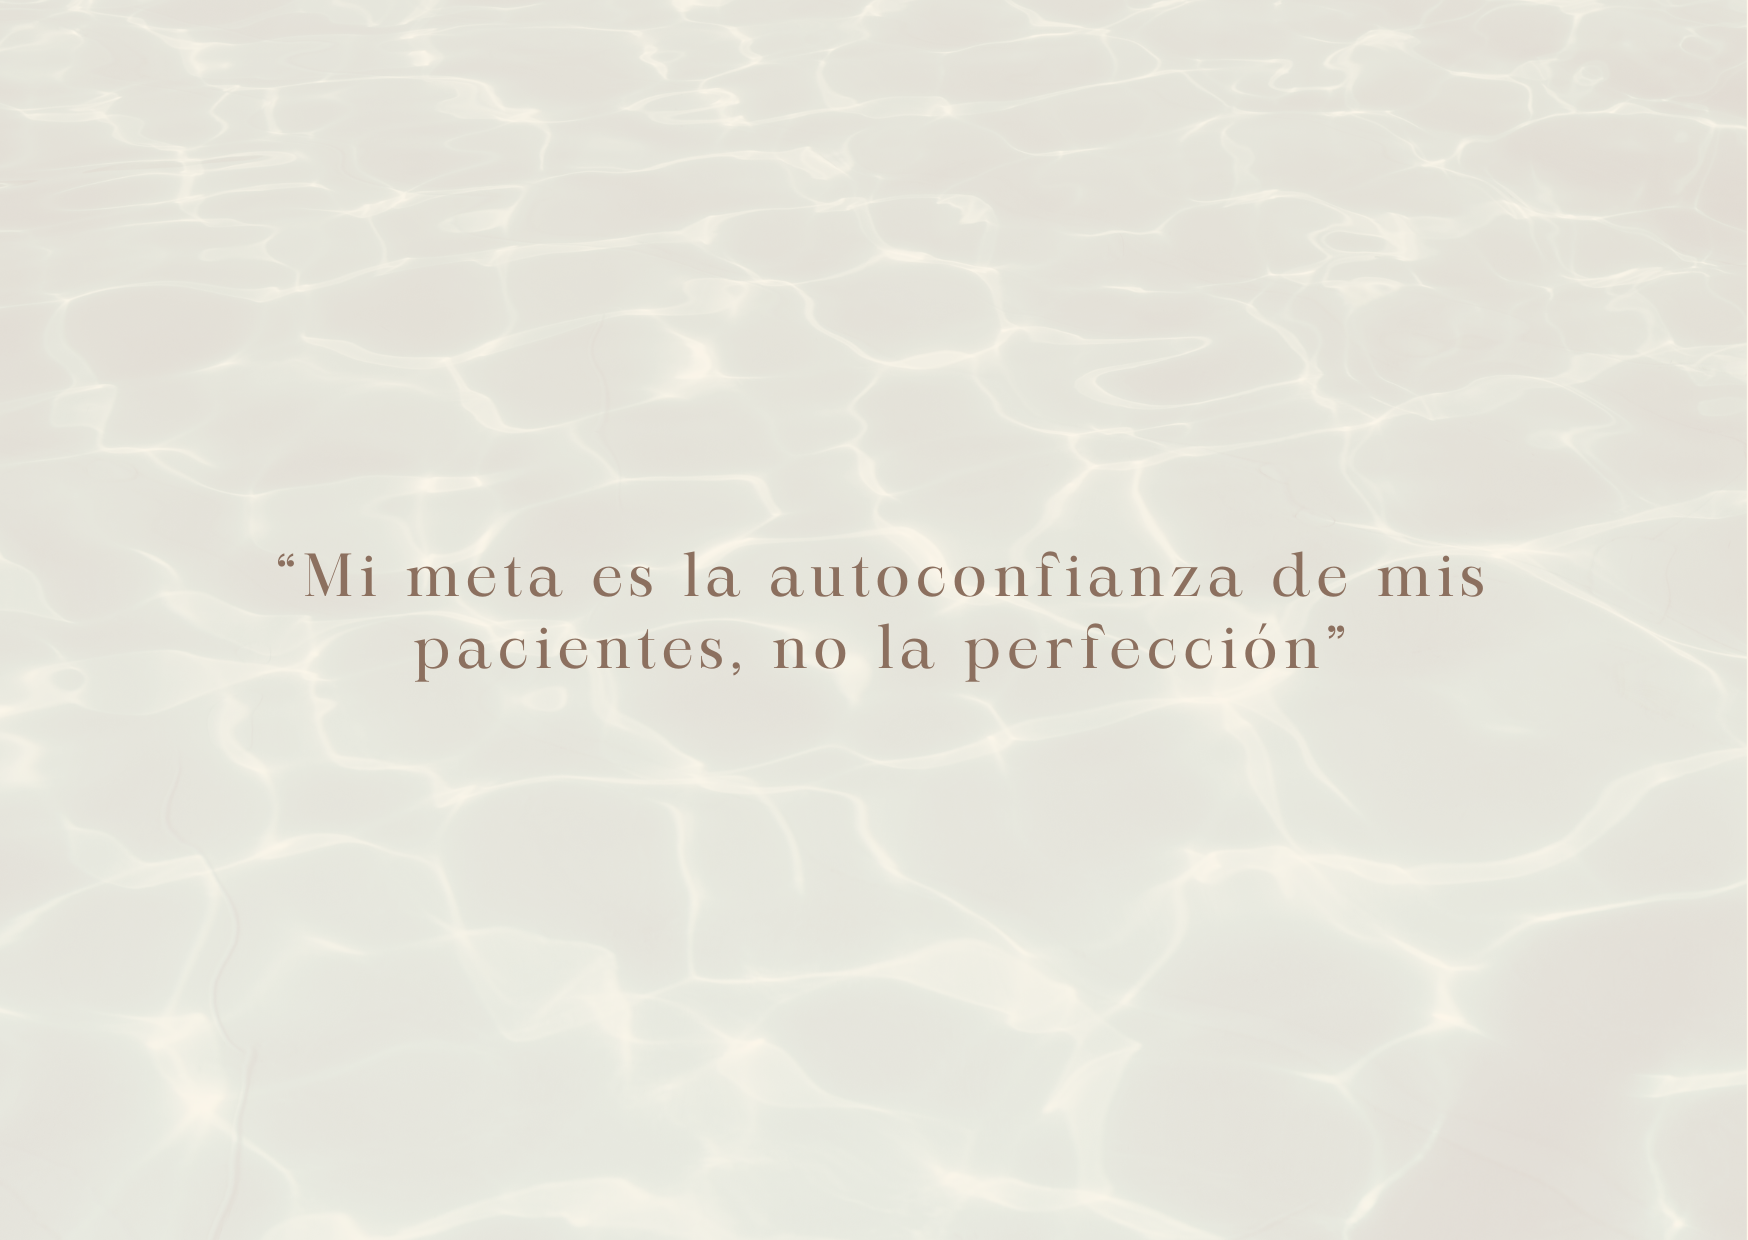 “Mi meta es la autoconfianza de mis
pacientes, no la perfección”